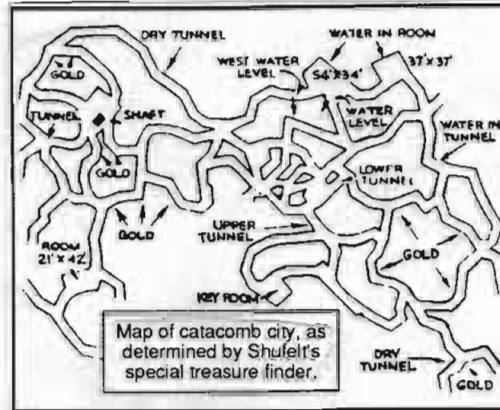 DRY TUNNEL
WATER IN ROOM
WEST WATER
LEVEL
54'X34'
37'X 37'
GOLD
TUNNEL
SHAFT
WATER
LEVEL
WATER IN
TUNNEL
GOLD
LOWER
TUNNEL
GOLD
UPPER
TUNNEL
GOLD
ROOM
21'X 42'
KEY ROOM
Map of catacomb city, as
determined by Shufelt's
special treasure finder.
DRY
TUNNEL
GOLD